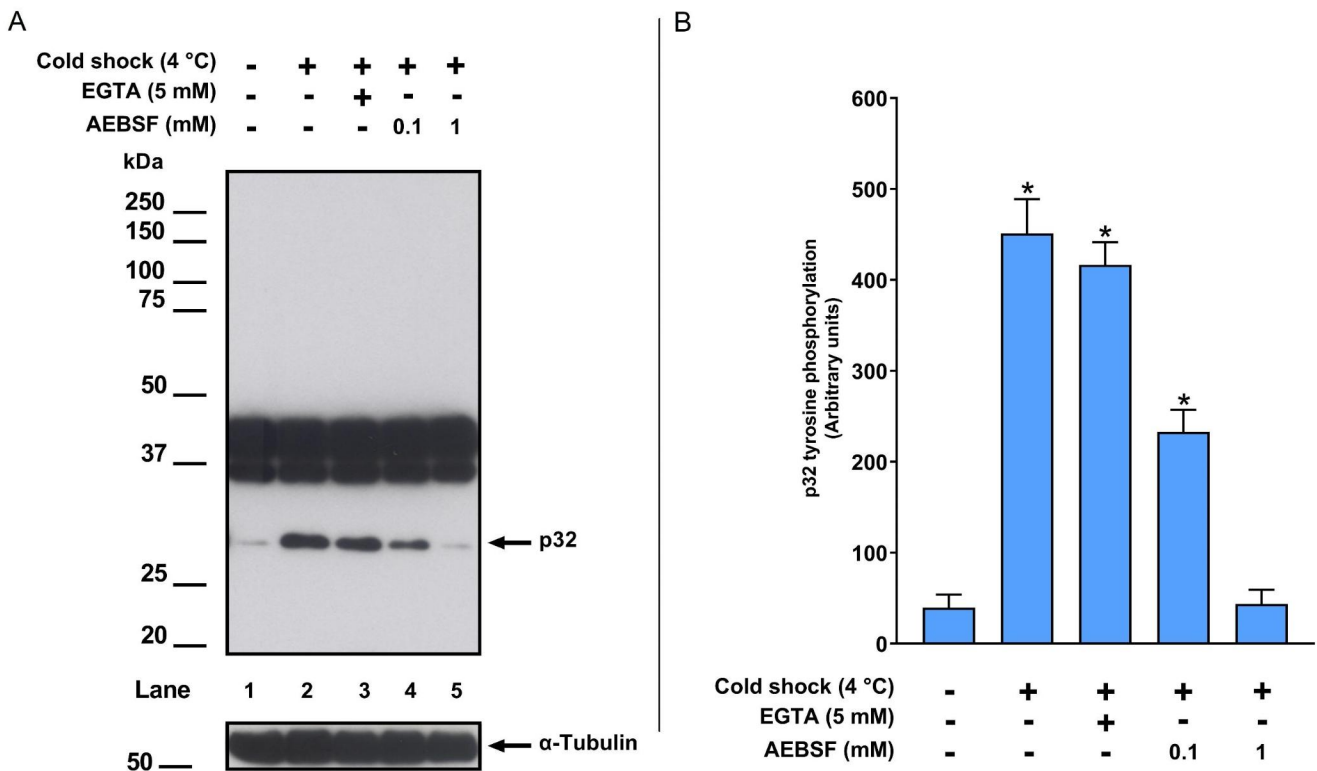 A
Cold shock (4 °C) - + + + +
EGTA (5 mM) - - + - -
AEBSF (mM) - - - 0.1 1
kDa
250
150
100
75
50
37
p32
25
20
Lane 1 2 3 4 5
α-Tubulin
50
B
600
500
400
300
200
100
0
p32 tyrosine phosphorylation
(Arbitrary units)
*
*
*
Cold shock (4 °C) - + + + +
EGTA (5 mM) - - + - -
AEBSF (mM) - - - 0.1 1